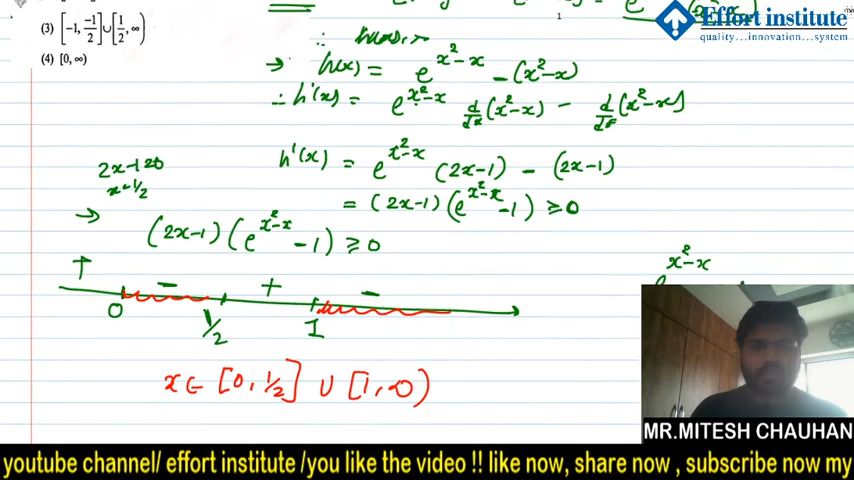 Effort institute
quality...innovation...system
1
(3) [-1, -1/2] ∪ [1/2, ∞)
(4) [0, ∞)
→ h(x) = e^{x²-x} - (x²-x)
∴ h'(x) = e^{x²-x} d/dx (x²-x) - d/dx (x²-x)
h'(x) = e^{x²-x} (2x-1) - (2x-1)
= (2x-1) (e^{x²-x} -1) ≥ 0
x = 1/2
→ (2x-1) (e^{x²-x} -1) ≥ 0
x²-x
- + -
0 1/2 1
x ∈ [0, 1/2] ∪ [1, ∞)
MR.MITESH CHAUHAN
youtube channel/ effort institute /you like the video !! like now, share now , subscribe now my